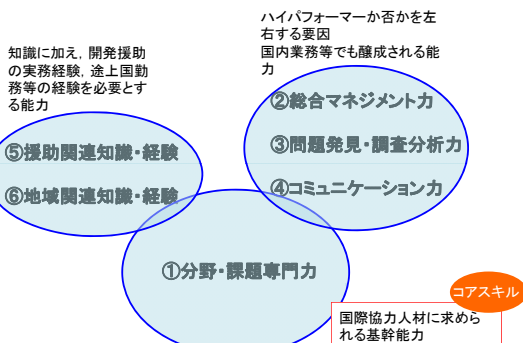 ハイパフォーマーか否かを左
右する要因
国内業務等でも醸成される能
力
知識に加え，開発援助
の実務経験，途上国勤
務等の経験を必要とす
る能力
②総合マネジメント力
③問題発見・調査分析力
④コミュニケーション力
⑤援助関連知識・経験
⑥地域関連知識・経験
①分野・課題専門力
コアスキル
国際協力人材に求めら
れる基幹能力